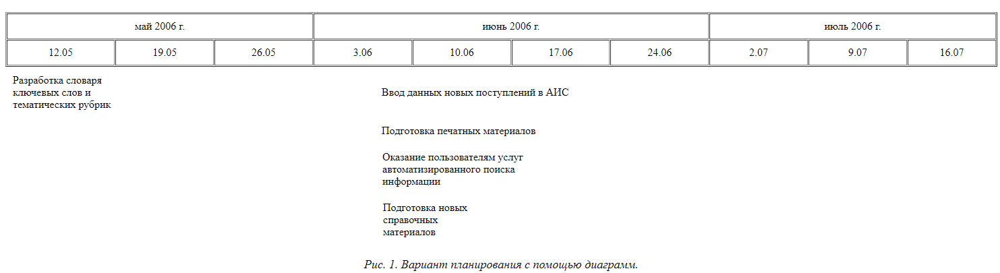 май 2006 г. июнь 2006 г. июль 2006 г.
12.05 19.05 26.05 3.06 10.06 17.06 24.06 2.07 9.07 16.07
Разработка словаря
ключевых слов и
тематических рубрик
Ввод данных новых поступлений в АИС
Подготовка печатных материалов
Оказание пользователям услуг
автоматизированного поиска
информации
Подготовка новых
справочных
материалов
Рис. 1. Вариант планирования с помощью диаграмм.